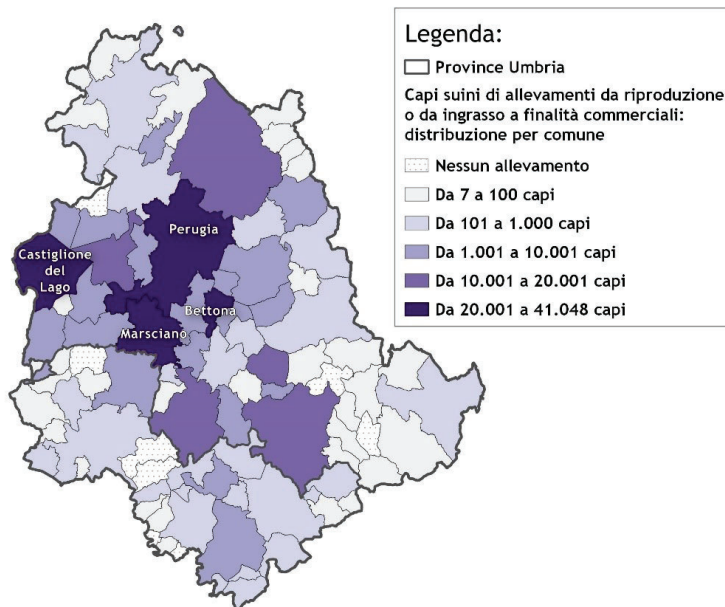 Legenda:
Province Umbria
Capi suini di allevamenti da riproduzione
o da ingrasso a finalità commerciali:
distribuzione per comune
Nessun allevamento
Da 7 a 100 capi
Da 101 a 1.000 capi
Da 1.001 a 10.001 capi
Da 10.001 a 20.001 capi
Da 20.001 a 41.048 capi
Perugia
Castiglione
del
Lago
Bettona
Marsciano